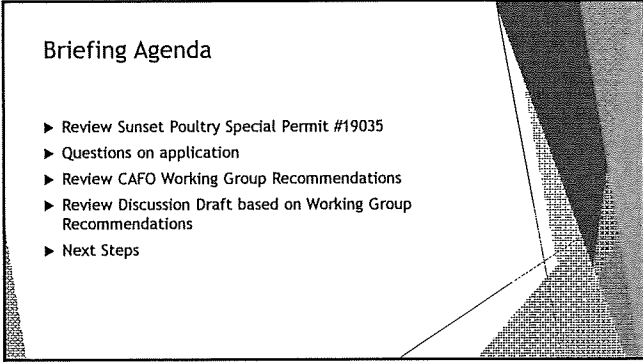 Briefing Agenda
▶ Review Sunset Poultry Special Permit #19035
▶ Questions on application
▶ Review CAFO Working Group Recommendations
▶ Review Discussion Draft based on Working Group
Recommendations
▶ Next Steps